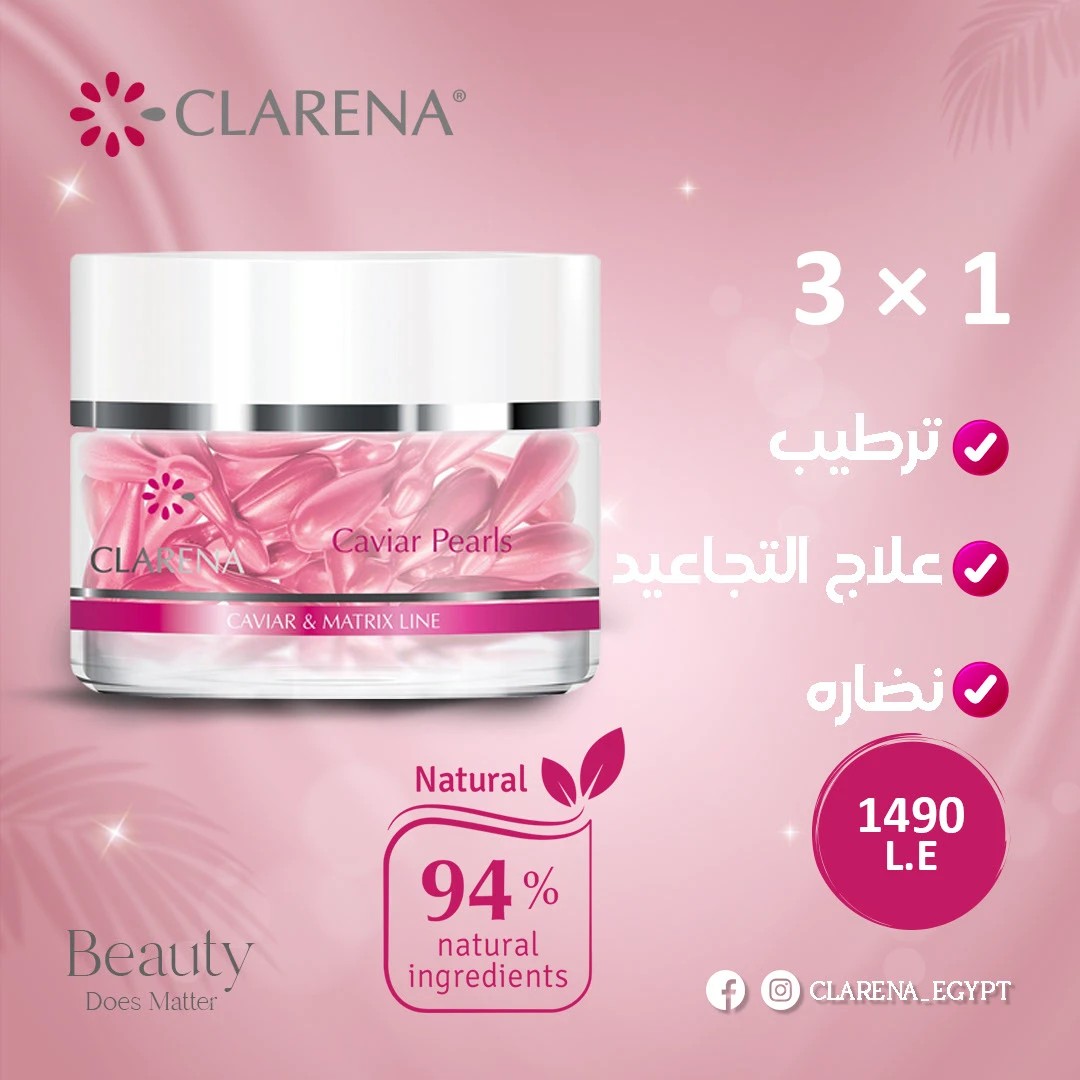 CLARENA®
3 × 1
ترطيب
علاج التجاعيد
نضاره
CLARENA
Caviar Pearls
CAVIAR & MATRIX LINE
Natural
94%
natural
ingredients
1490
L.E
Beauty
Does Matter
CLARENA_EGYPT